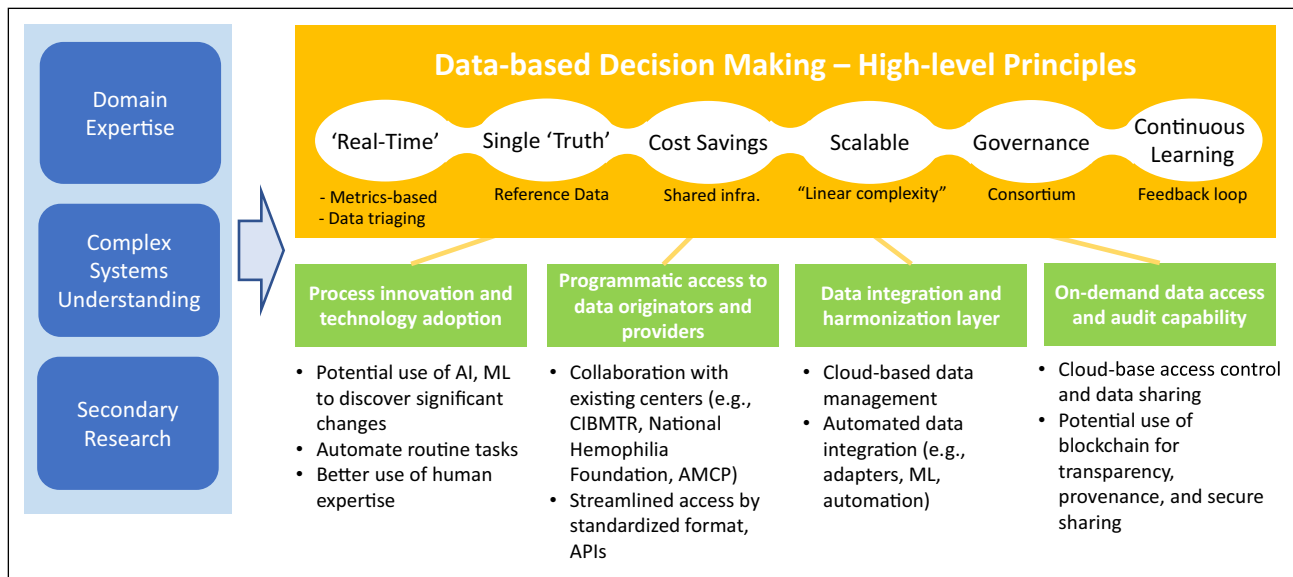 Domain
Expertise
Complex
Systems
Understanding
Secondary
Research
Data-based Decision Making – High-level Principles
'Real-Time'
- Metrics-based
- Data triaging
Single 'Truth'
Reference Data
Cost Savings
Shared infra.
Scalable
"Linear complexity"
Governance
Consortium
Continuous
Learning
Feedback loop
Process innovation and
technology adoption
• Potential use of AI, ML
to discover significant
changes
• Automate routine tasks
• Better use of human
expertise
Programmatic access to
data originators and
providers
• Collaboration with
existing centers (e.g.,
CIBMTR, National
Hemophilia
Foundation, AMCP)
• Streamlined access by
standardized format,
APIs
Data integration and
harmonization layer
• Cloud-based data
management
• Automated data
integration (e.g.,
adapters, ML,
automation)
On-demand data access
and audit capability
• Cloud-base access control
and data sharing
• Potential use of
blockchain for
transparency,
provenance, and secure
sharing